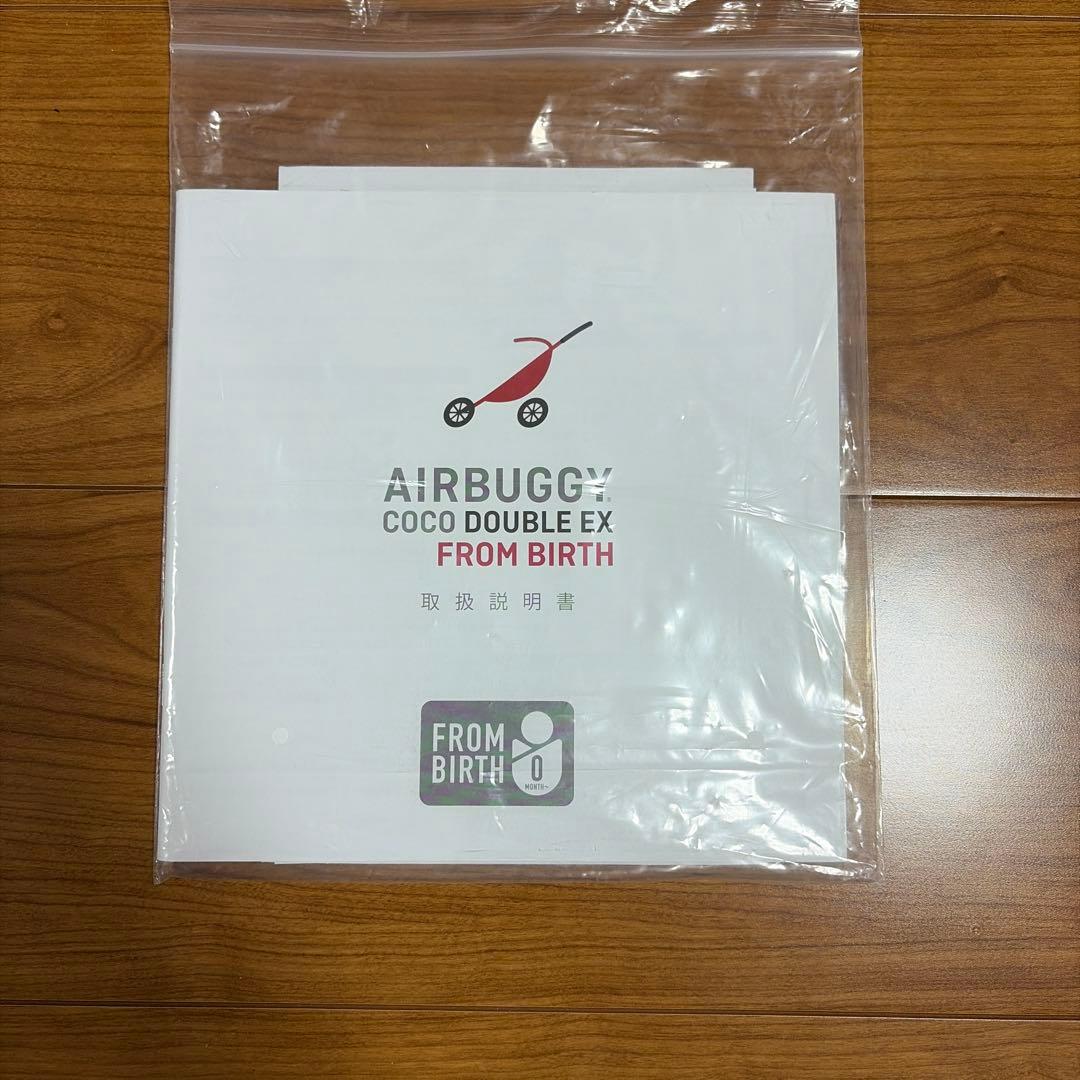 AIRBUGGY
COCO DOUBLE EX
FROM BIRTH
取扱説明書
FROM
BIRTH
0
MONTH~